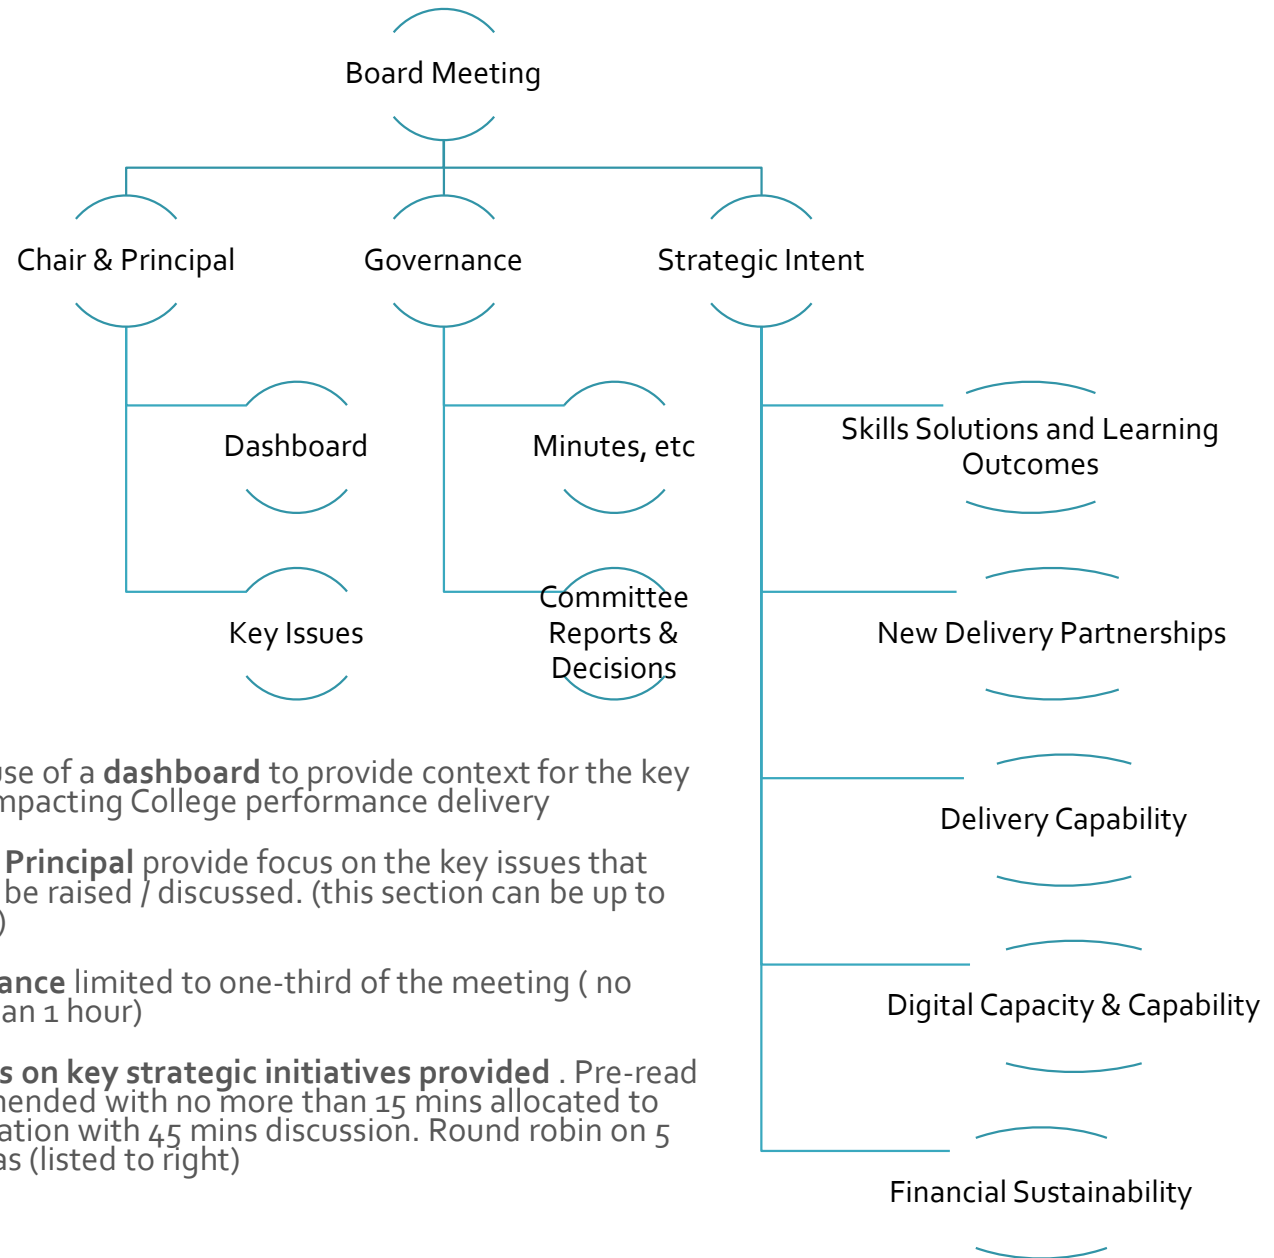 Board Meeting
Chair & Principal
Governance
Strategic Intent
Dashboard
Minutes, etc
Skills Solutions and Learning
Outcomes
Key Issues
Committee
Reports &
Decisions
New Delivery Partnerships
Delivery Capability
Digital Capacity & Capability
Financial Sustainability
use of a dashboard to provide context for the key
mpacting College performance delivery
Principal provide focus on the key issues that
be raised / discussed. (this section can be up to
)
ance limited to one-third of the meeting ( no
an 1 hour)
s on key strategic initiatives provided . Pre-read
mended with no more than 15 mins allocated to
ation with 45 mins discussion. Round robin on 5
as (listed to right)